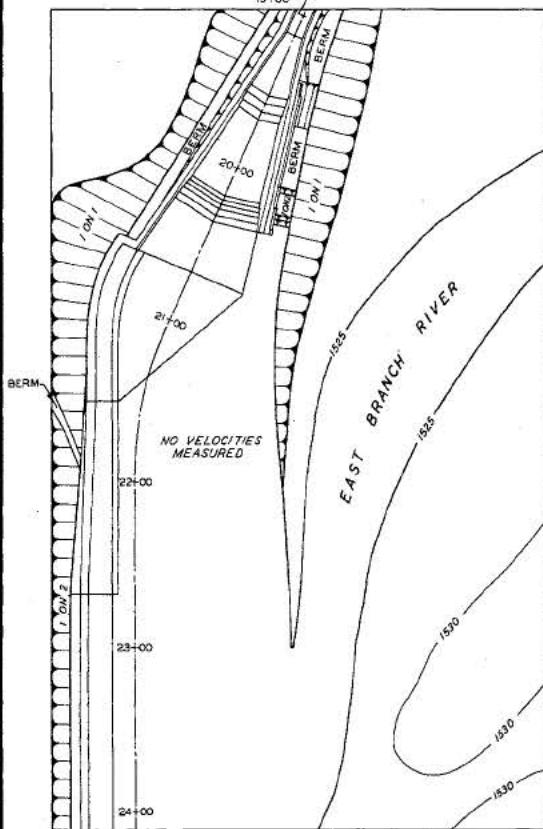 BERM
BERM
BERM
20+00
1 ON 1
1 ON 1
21+00
1525
EAST BRANCH RIVER
1525
BERM
NO VELOCITIES
MEASURED
22+00
1 ON 2
1530
23+00
1530
1530
24+00